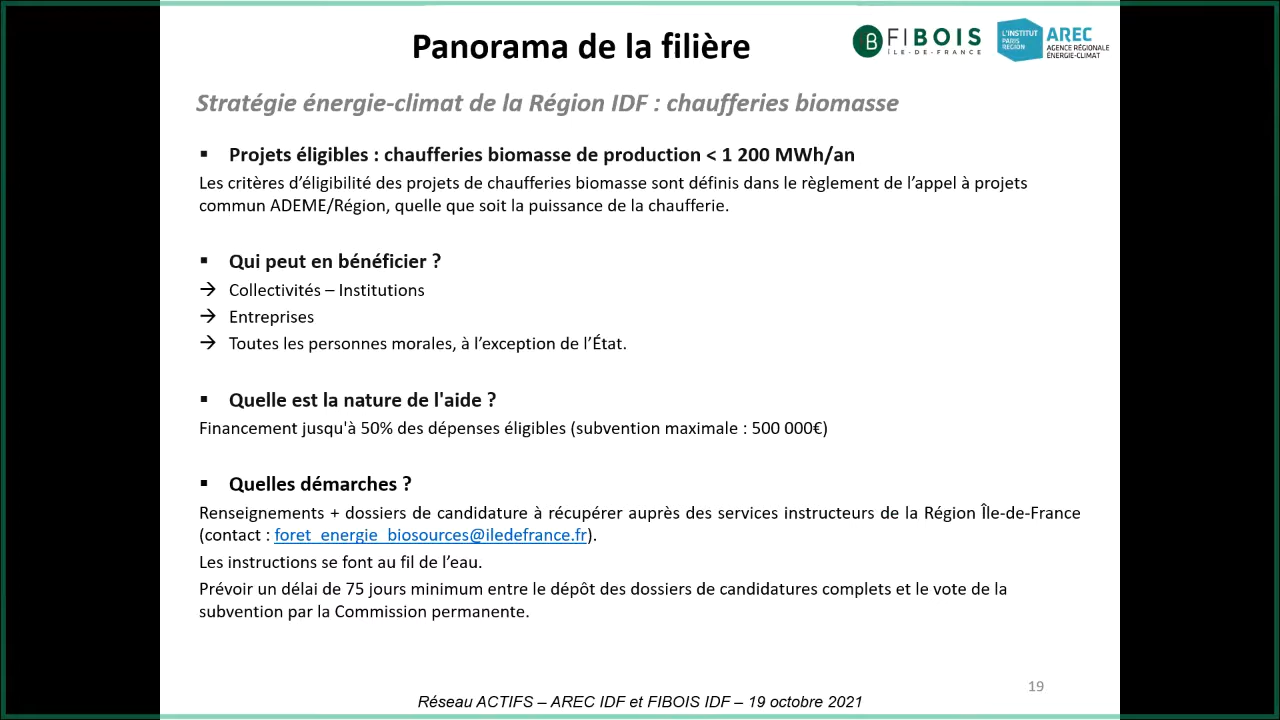 Panorama de la filière
B FIBOIS
ÎLE-DE-FRANCE
L'INSTITUT
PARIS
REGION
AREC
AGENCE RÉGIONALE
ÉNERGIE-CLIMAT
Stratégie énergie-climat de la Région IDF : chaufferies biomasse
▪ Projets éligibles : chaufferies biomasse de production < 1 200 MWh/an
Les critères d’éligibilité des projets de chaufferies biomasse sont définis dans le règlement de l’appel à projets
commun ADEME/Région, quelle que soit la puissance de la chaufferie.
▪ Qui peut en bénéficier ?
→ Collectivités – Institutions
→ Entreprises
→ Toutes les personnes morales, à l’exception de l’État.
▪ Quelle est la nature de l'aide ?
Financement jusqu'à 50% des dépenses éligibles (subvention maximale : 500 000€)
▪ Quelles démarches ?
Renseignements + dossiers de candidature à récupérer auprès des services instructeurs de la Région Île-de-France
(contact : foret_energie_biosources@iledefrance.fr).
Les instructions se font au fil de l’eau.
Prévoir un délai de 75 jours minimum entre le dépôt des dossiers de candidatures complets et le vote de la
subvention par la Commission permanente.
19
Réseau ACTIFS – AREC IDF et FIBOIS IDF – 19 octobre 2021